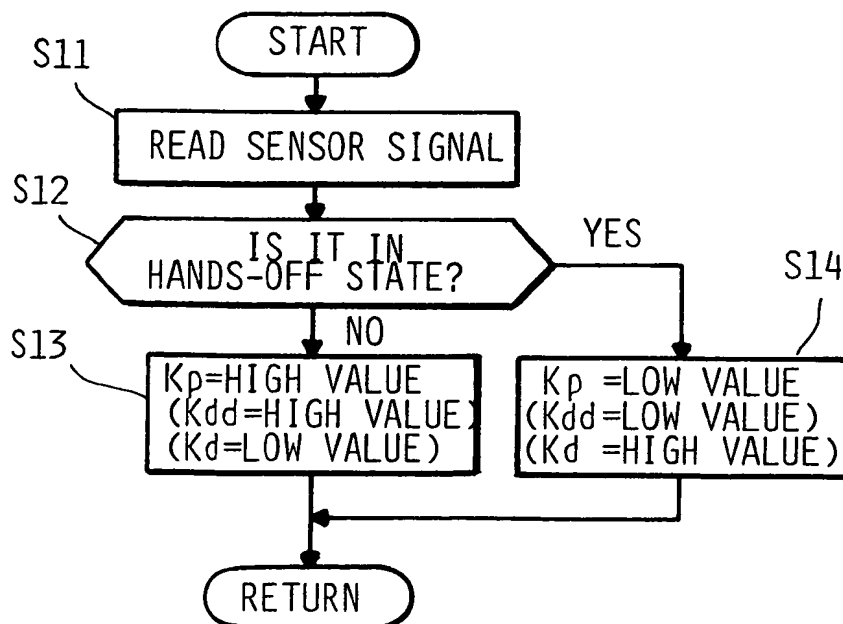 START
S11
READ SENSOR SIGNAL
S12
IS IT IN
HANDS-OFF STATE?
YES
S14
NO
S13
Kp=HIGH VALUE
(Kdd=HIGH VALUE)
(Kd=LOW VALUE)
Kp =LOW VALUE
(Kdd=LOW VALUE)
(Kd =HIGH VALUE)
RETURN